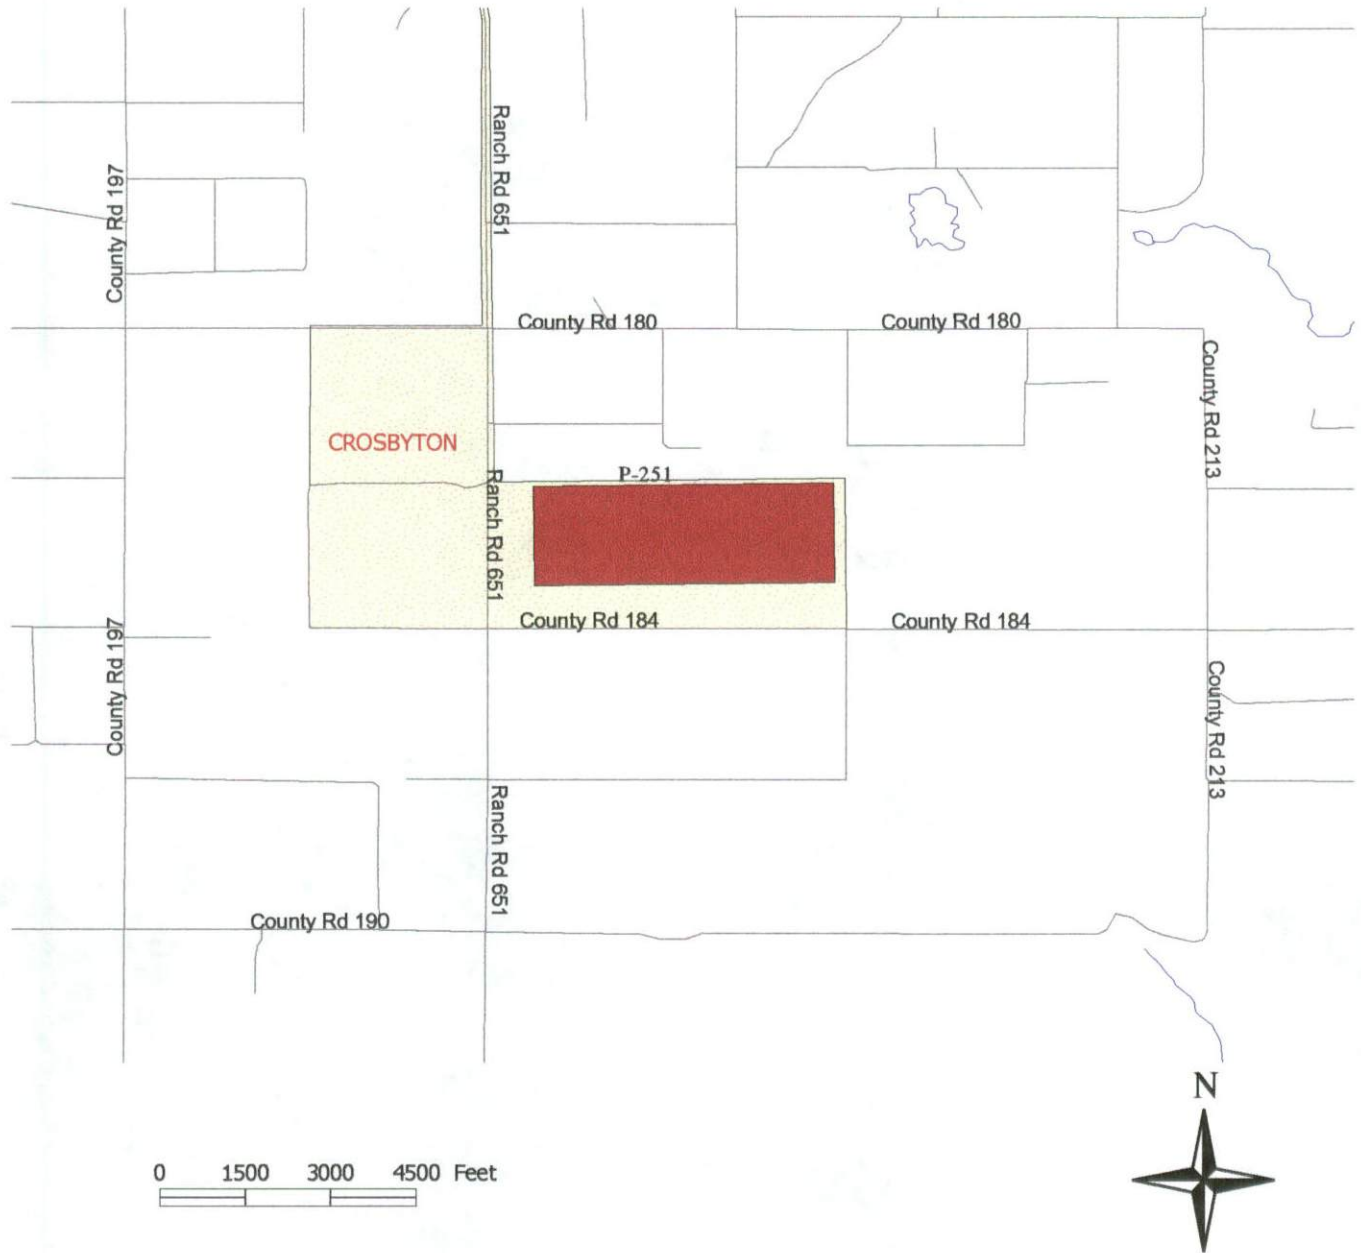 Ranch Rd 651
County Rd 197
County Rd 180
County Rd 180
County Rd 213
CROSBYTON
P-251
Ranch Rd 651
County Rd 184
County Rd 184
County Rd 197
County Rd 213
Ranch Rd 651
County Rd 190
N
0 1500 3000 4500 Feet